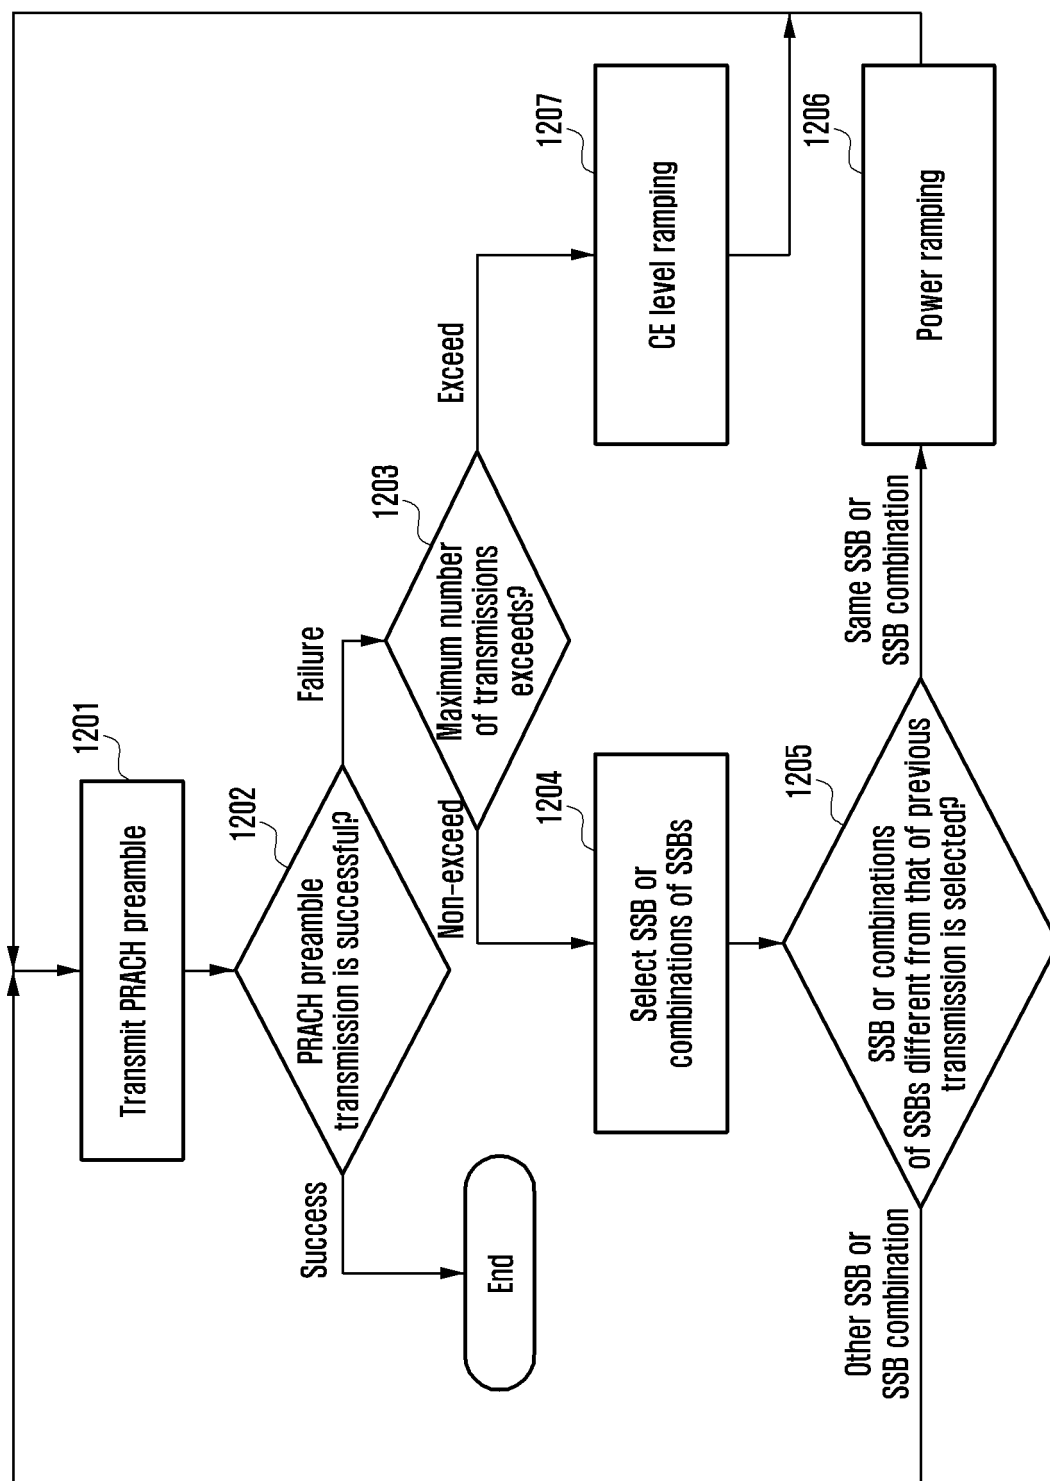 1201
Transmit PRACH preamble
1202
PRACH preamble
transmission is successful?
Success
Failure
End
1203
Maximum number
of transmissions
exceeds?
Non-exceed
Exceed
1204
Select SSB or
combinations of SSBs
1207
CE level ramping
1205
SSB or combinations
of SSBs different from that of previous
transmission is selected?
Other SSB or
SSB combination
Same SSB or
SSB combination
1206
Power ramping